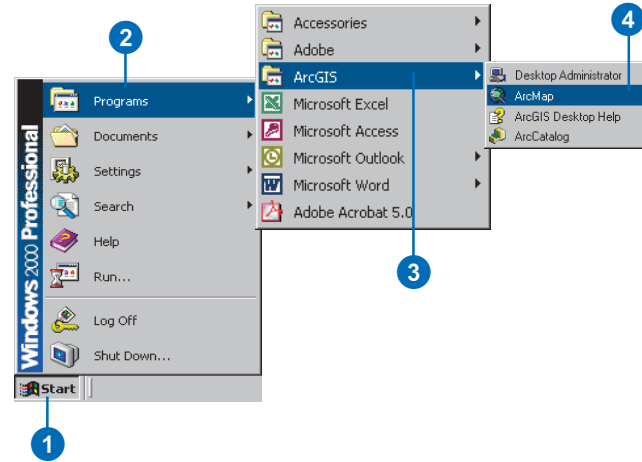 2
4
Accessories
Adobe
ArcGIS
Microsoft Excel
Microsoft Access
Microsoft Outlook
Microsoft Word
Adobe Acrobat 5.0
Desktop Administrator
ArcMap
ArcGIS Desktop Help
ArcCatalog
3
Windows 2000 Professional
Programs
Documents
Settings
Search
Help
Run...
Log Off
Shut Down...
Start
1